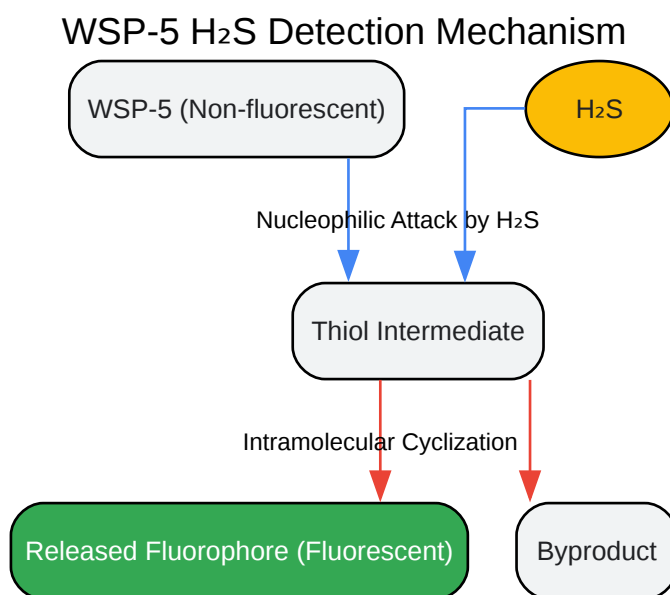 WSP-5 H₂S Detection Mechanism
WSP-5 (Non-fluorescent)
H₂S
Nucleophilic Attack by H₂S
Thiol Intermediate
Intramolecular Cyclization
Released Fluorophore (Fluorescent)
Byproduct